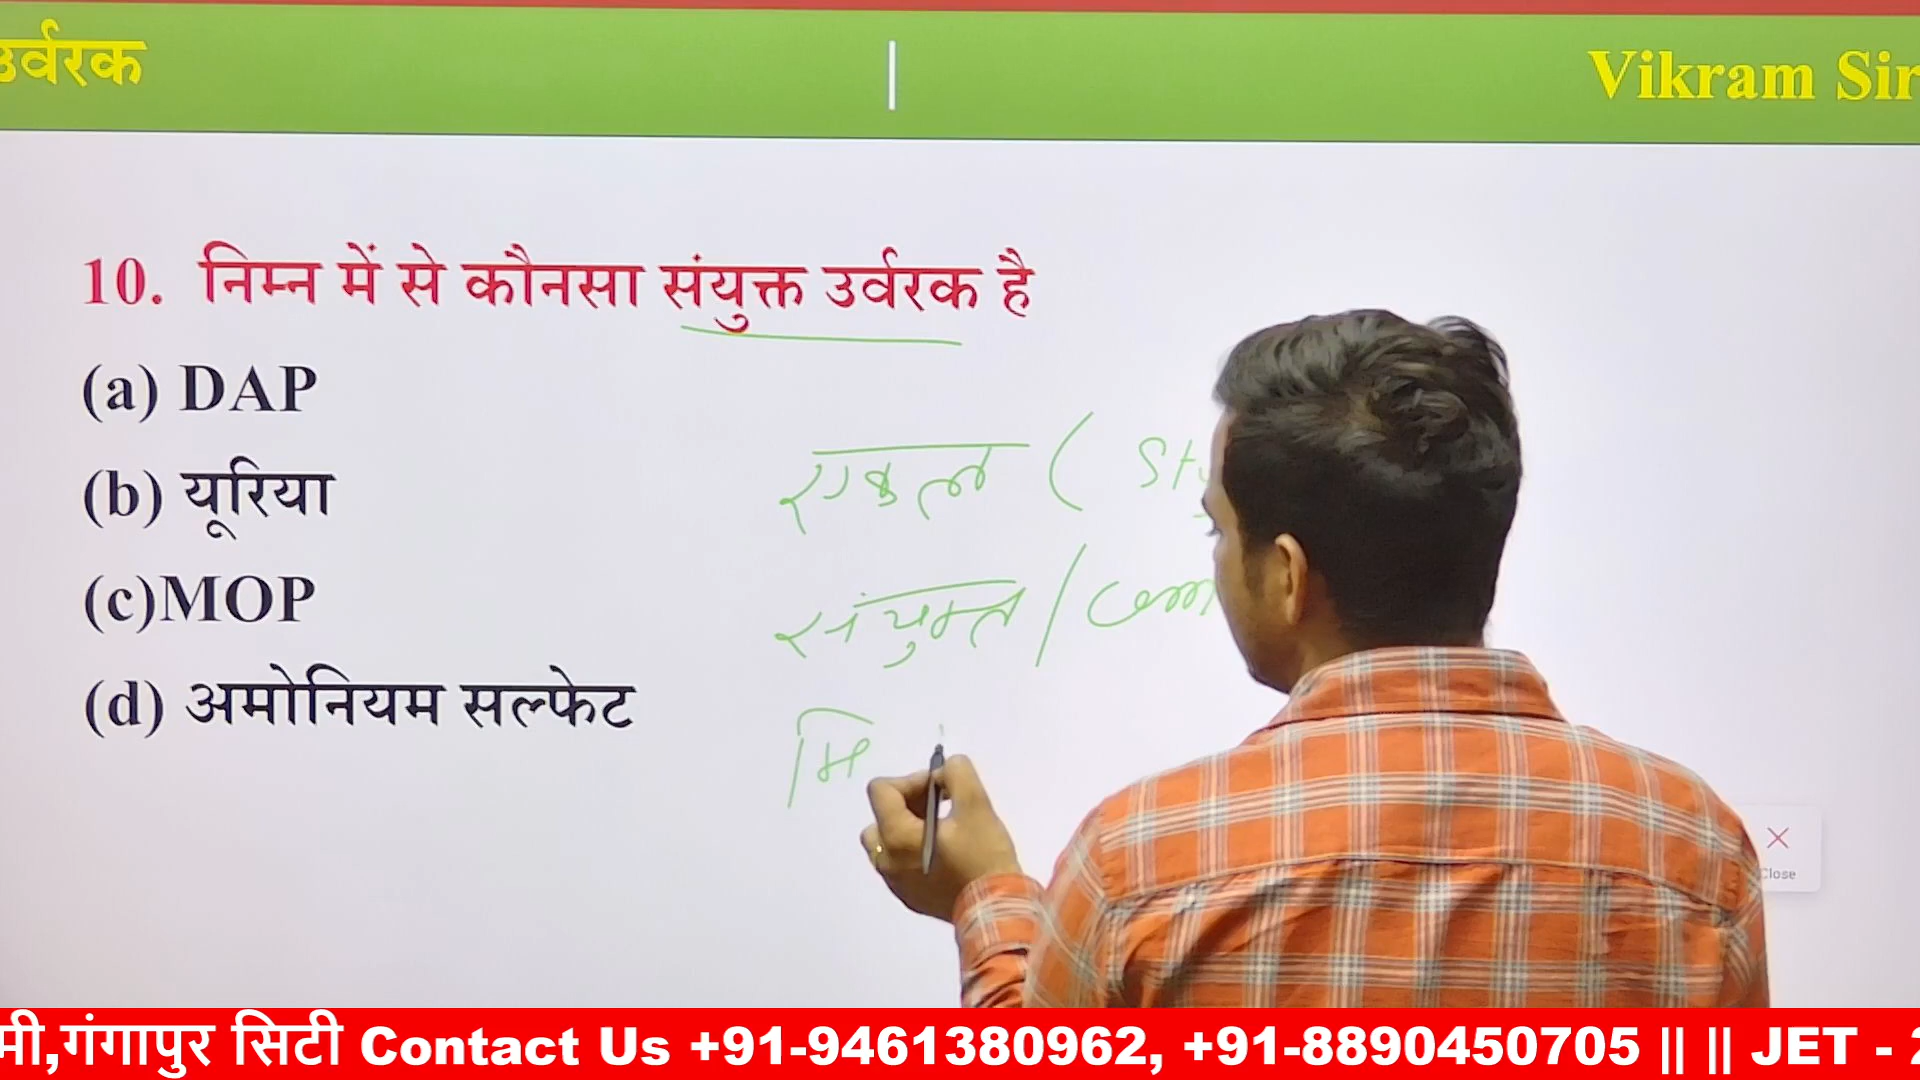 उर्वरक
Vikram Sir
10. निम्न में से कौनसा संयुक्त उर्वरक है
(a) DAP
(b) यूरिया
(c)MOP
(d) अमोनियम सल्फेट
एकल (
संयुक्त /
मि
Close
मी,गंगापुर सिटी Contact Us +91-9461380962, +91-8890450705 || || JET -